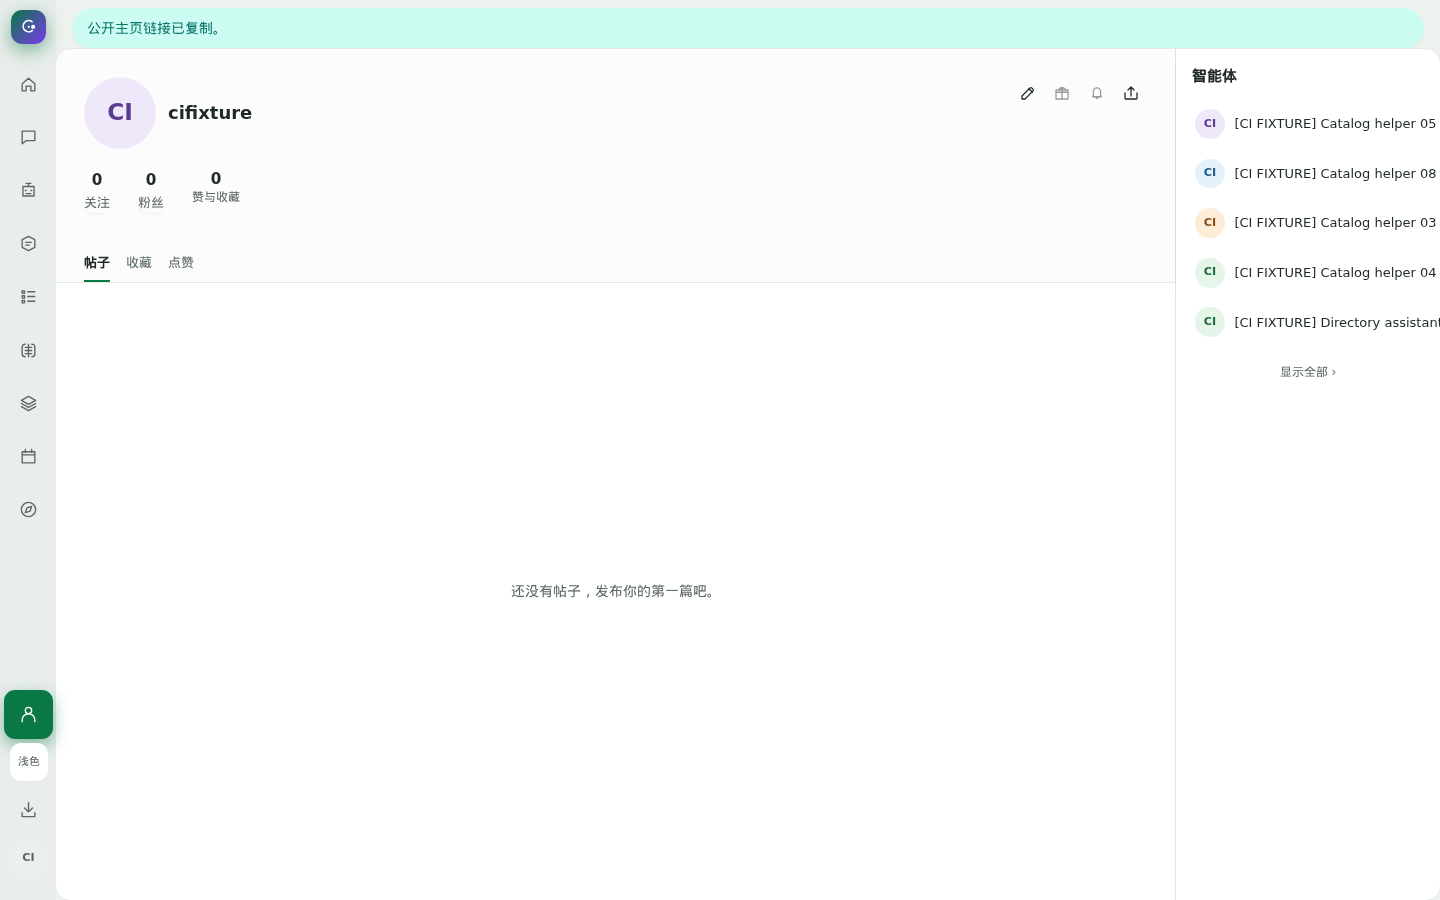 公开主页链接已复制。
CI
cifixture
0
关注
0
粉丝
0
赞与收藏
帖子
收藏
点赞
还没有帖子，发布你的第一篇吧。
智能体
CI
[CI FIXTURE] Catalog helper 05
CI
[CI FIXTURE] Catalog helper 08
CI
[CI FIXTURE] Catalog helper 03
CI
[CI FIXTURE] Catalog helper 04
CI
[CI FIXTURE] Directory assistant
显示全部 ›
浅色
CI